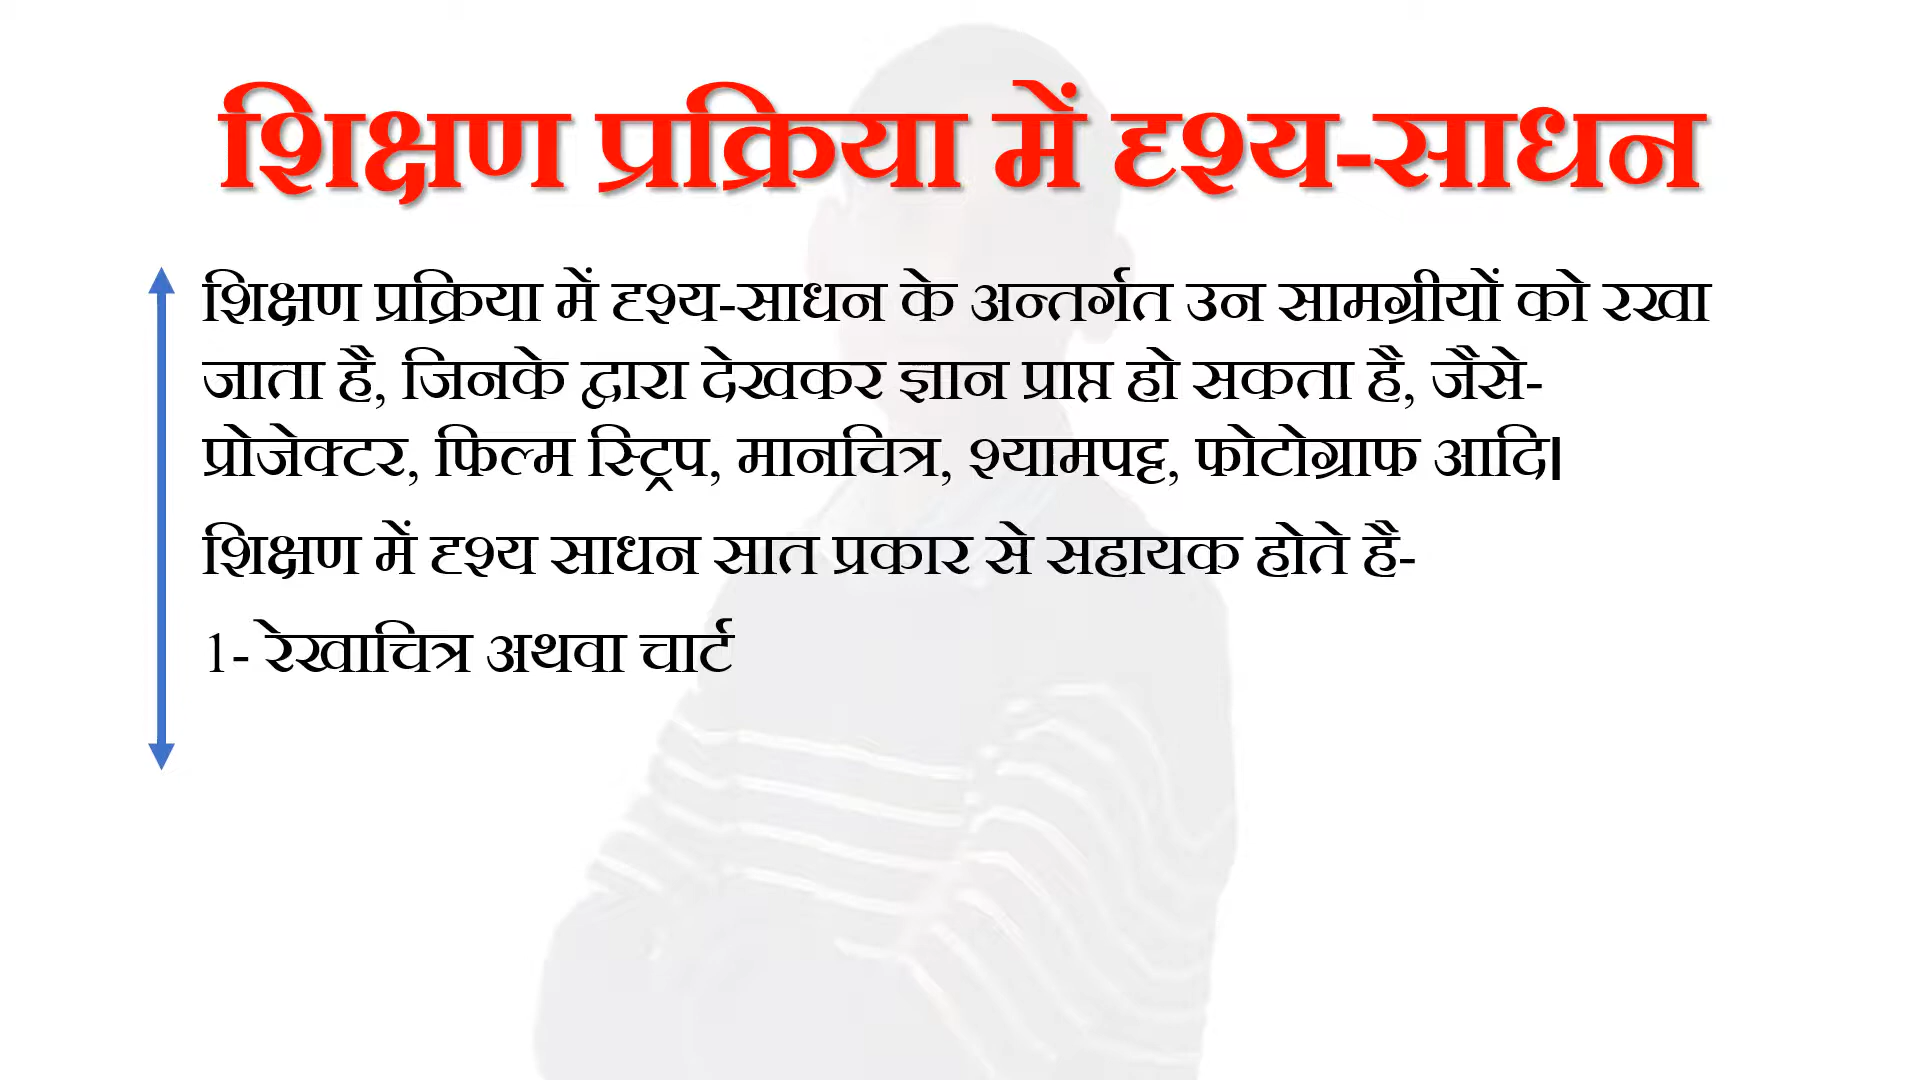 शिक्षण प्रक्रिया में दृश्य-साधन
शिक्षण प्रक्रिया में दृश्य-साधन के अन्तर्गत उन सामग्रीयों को रखा
जाता है, जिनके द्वारा देखकर ज्ञान प्राप्त हो सकता है, जैसे-
प्रोजेक्टर, फिल्म स्ट्रिप, मानचित्र, श्यामपट्ट, फोटोग्राफ आदि।
शिक्षण में दृश्य साधन सात प्रकार से सहायक होते है-
1- रेखाचित्र अथवा चार्ट